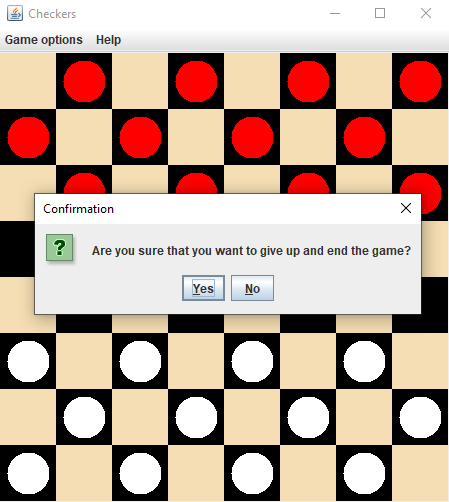 Checkers
Game options Help
Confirmation
? Are you sure that you want to give up and end the game?
Yes No